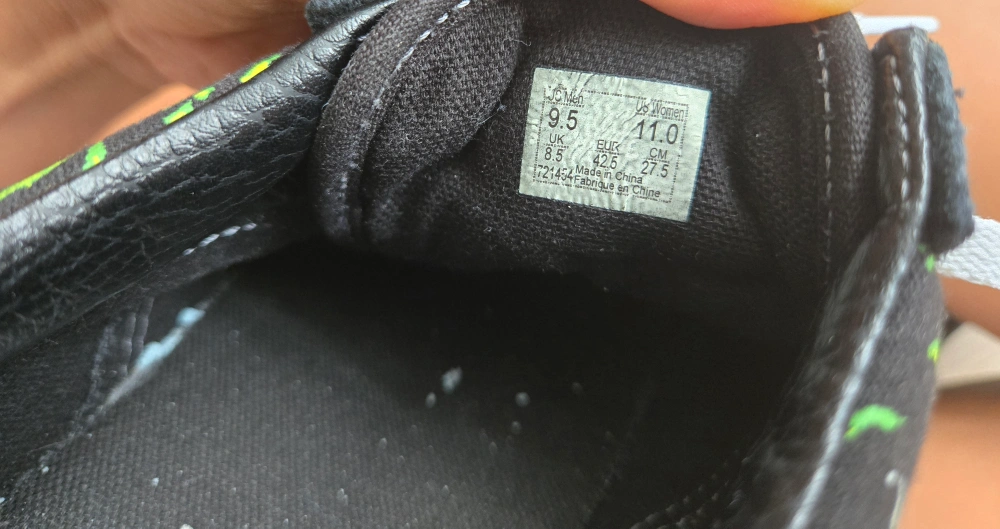 US Men US Women
9.5 11.0
UK EUR CM
8.5 42.5 27.5
721454 Made in China
Fabrique en Chine